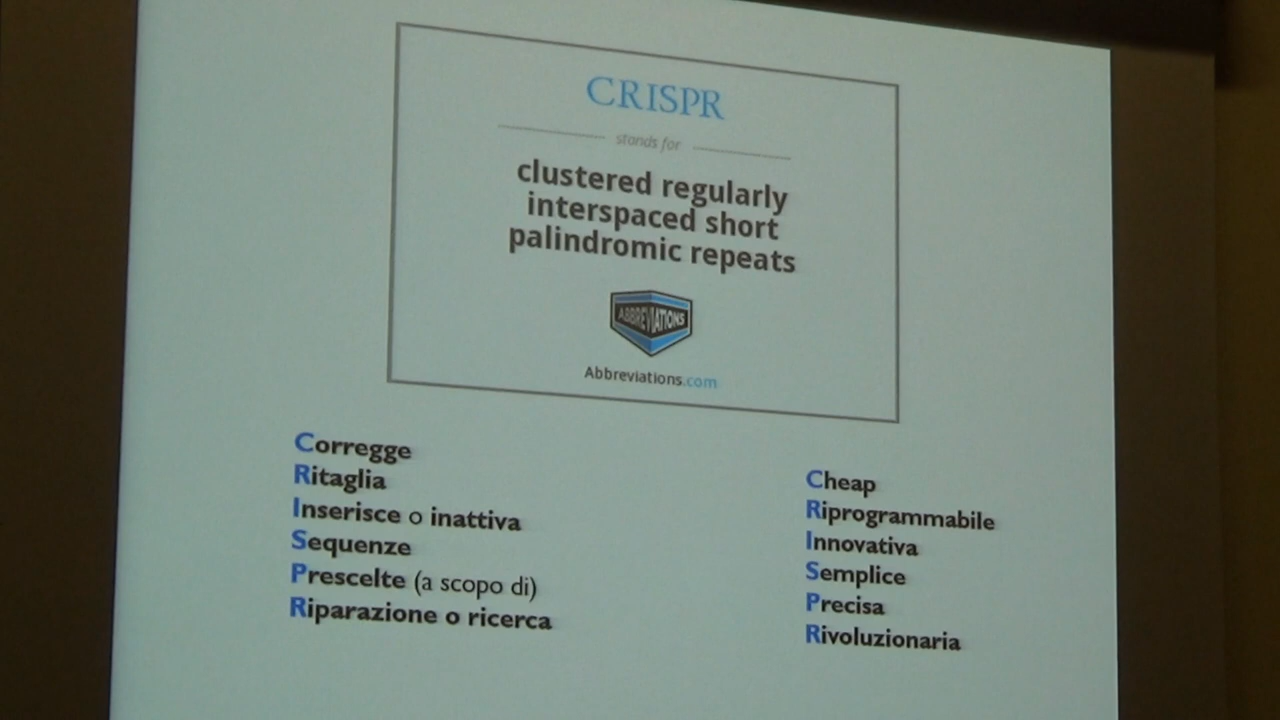 CRISPR
stands for
clustered regularly
interspaced short
palindromic repeats
ABBREVIATIONS
Abbreviations.com
Corregge
Ritaglia
Inserisce o inattiva
Sequenze
Prescelte (a scopo di)
Riparazione o ricerca
Cheap
Riprogrammabile
Innovativa
Semplice
Precisa
Rivoluzionaria